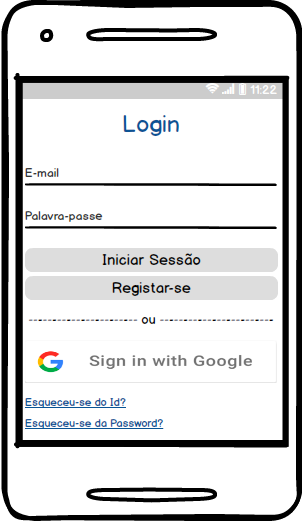 11:22
Login
E-mail
Palavra-passe
Iniciar Sessão
Registar-se
----------------------- ou ------------------------
Sign in with Google
Esqueceu-se do Id?
Esqueceu-se da Password?